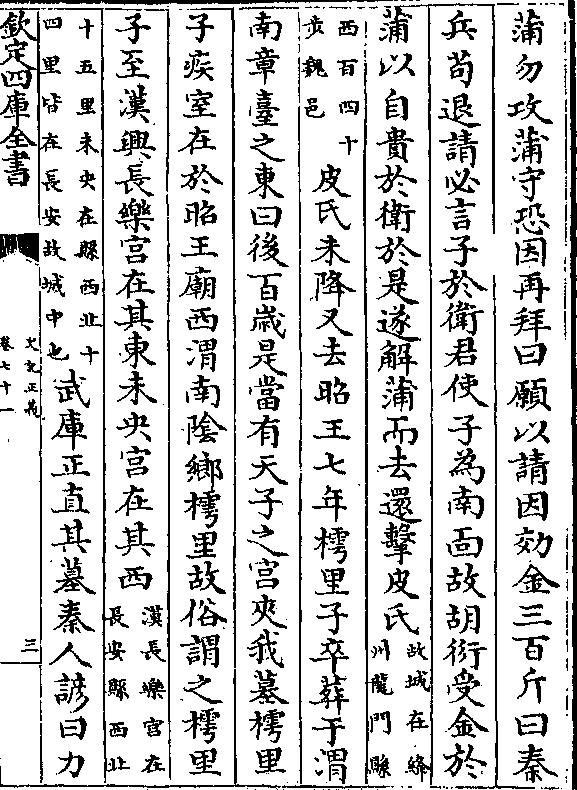 蒲勿攻蒲守恐因再拜曰願以請因效金三百斤曰秦
兵苟退請必言子於衛君使子為南面故胡衍受金於
蒲以自貴於衛於是遂解蒲而去還擊皮氏故城在絳州龍門縣
西百四十步魏邑皮氏未降又去昭王七年樗里子卒葬于渭
南章臺之東曰後百歲是當有天子之宫夾我墓樗里
子疾室在於昭王廟西渭南陰鄉樗里故俗謂之樗里
子至漢興長樂宫在其東未央宫在其西漢長樂宫在長安縣西北
十五里未央在縣西北十四里皆在長安故城中也武庫正直其墓秦人諺曰力
欽定四庫全書
史記正義
卷七十一
三